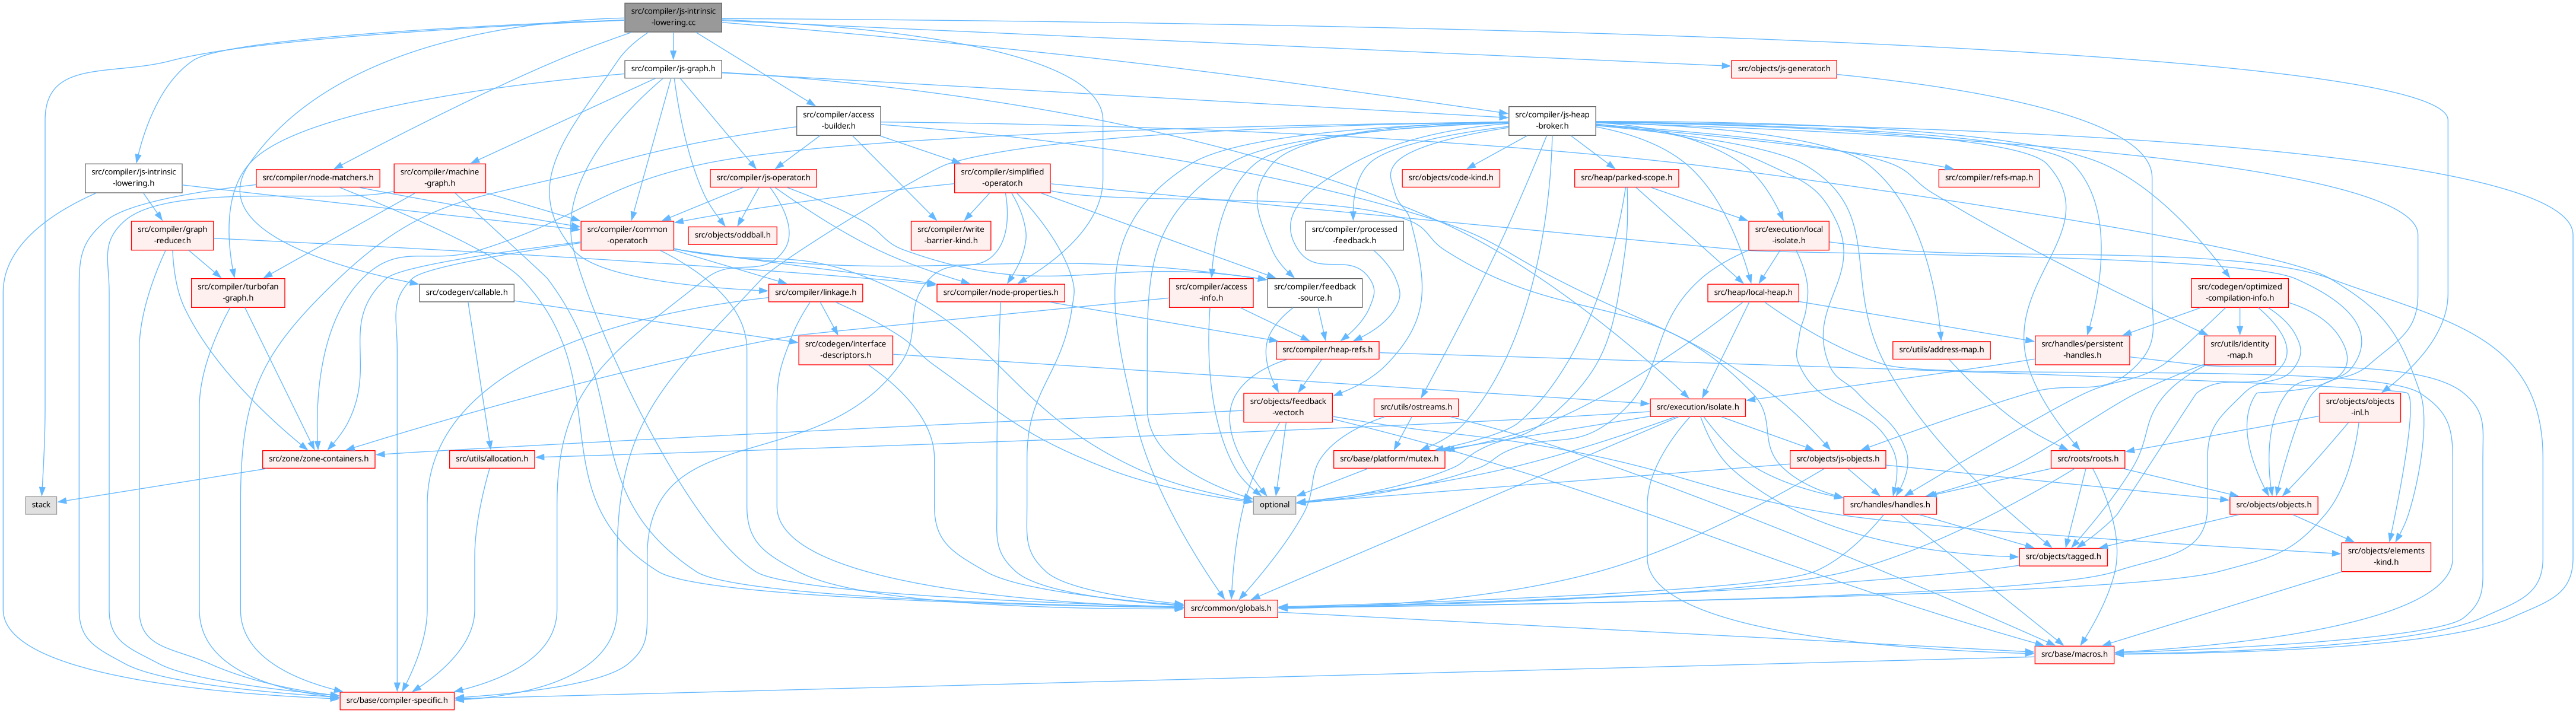 src/compiler/js-intrinsic
-lowering.cc
src/compiler/js-graph.h
src/objects/js-generator.h
src/compiler/access
-builder.h
src/compiler/js-heap
-broker.h
src/compiler/js-intrinsic
-lowering.h
src/compiler/node-matchers.h
src/compiler/machine
-graph.h
src/compiler/js-operator.h
src/compiler/simplified
-operator.h
src/objects/code-kind.h
src/heap/parked-scope.h
src/compiler/refs-map.h
src/compiler/graph
-reducer.h
src/compiler/common
-operator.h
src/objects/oddball.h
src/compiler/write
-barrier-kind.h
src/compiler/processed
-feedback.h
src/execution/local
-isolate.h
src/compiler/turbofan
-graph.h
src/codegen/callable.h
src/compiler/linkage.h
src/compiler/node-properties.h
src/compiler/access
-info.h
src/compiler/feedback
-source.h
src/heap/local-heap.h
src/codegen/optimized
-compilation-info.h
src/codegen/interface
-descriptors.h
src/compiler/heap-refs.h
src/utils/address-map.h
src/handles/persistent
-handles.h
src/utils/identity
-map.h
src/objects/feedback
-vector.h
src/utils/ostreams.h
src/execution/isolate.h
src/objects/objects
-inl.h
src/zone/zone-containers.h
src/utils/allocation.h
src/base/platform/mutex.h
src/objects/js-objects.h
src/roots/roots.h
stack
optional
src/handles/handles.h
src/objects/objects.h
src/objects/tagged.h
src/objects/elements
-kind.h
src/common/globals.h
src/base/macros.h
src/base/compiler-specific.h